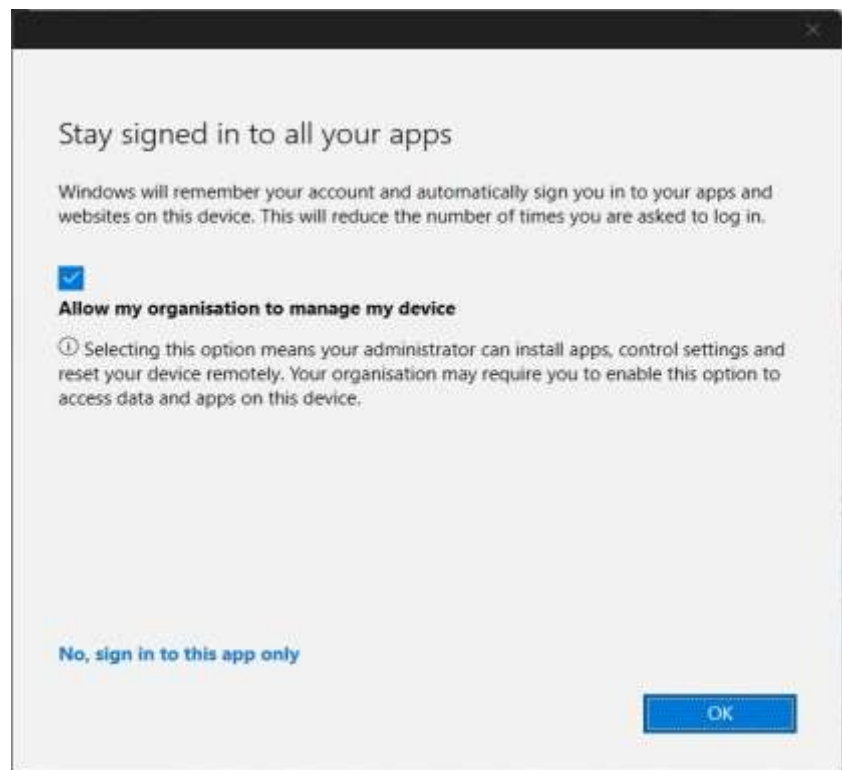 Stay signed in to all your apps
Windows will remember your account and automatically sign you in to your apps and
websites on this device. This will reduce the number of times you are asked to log in.
Allow my organisation to manage my device
Selecting this option means your administrator can install apps, control settings and
reset your device remotely. Your organisation may require you to enable this option to
access data and apps on this device.
No, sign in to this app only
OK